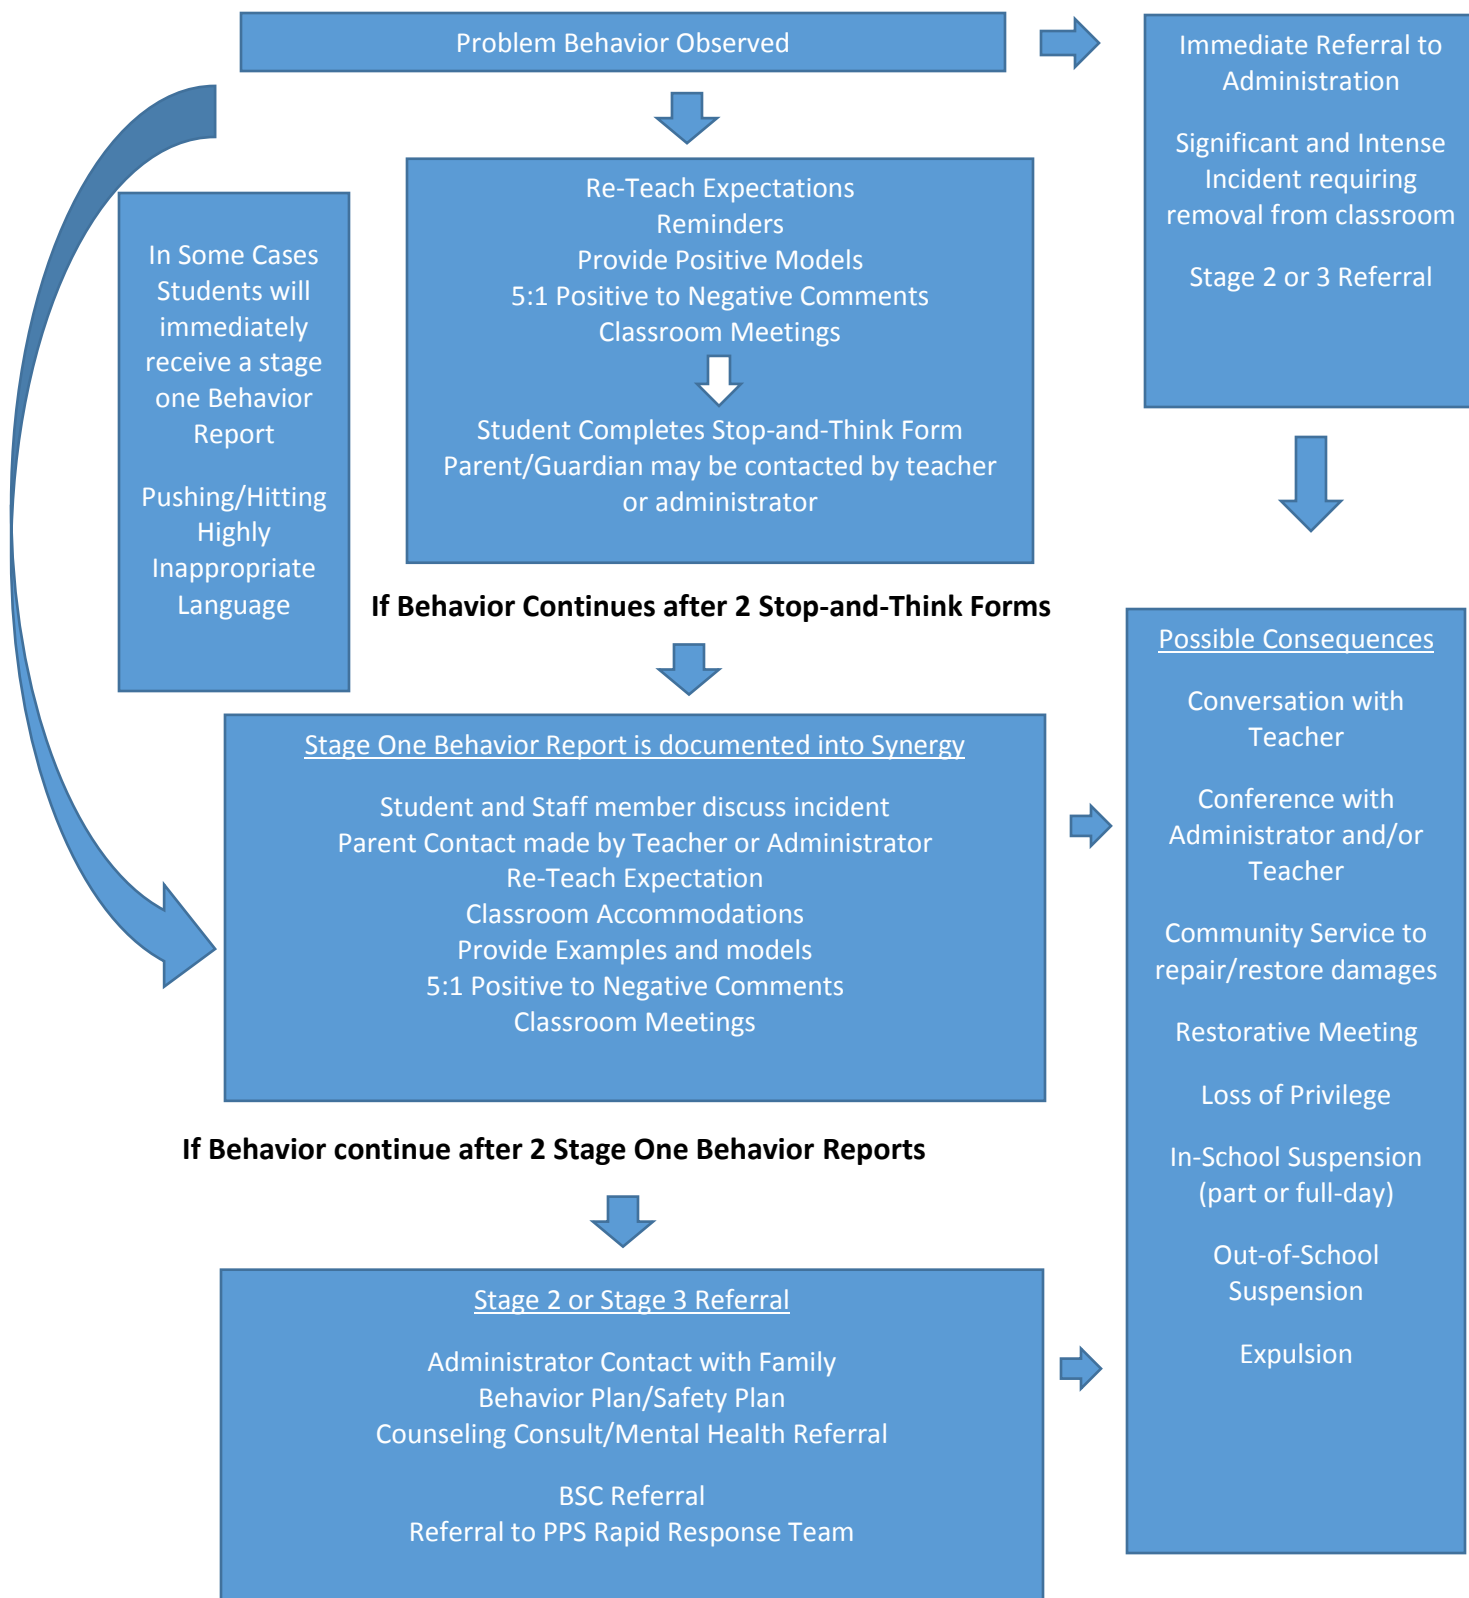 Problem Behavior Observed
Immediate Referral to
Administration
Significant and Intense
Incident requiring
removal from classroom
Stage 2 or 3 Referral
Re-Teach Expectations
Reminders
Provide Positive Models
5:1 Positive to Negative Comments
Classroom Meetings
Student Completes Stop-and-Think Form
Parent/Guardian may be contacted by teacher
or administrator
In Some Cases
Students will
immediately
receive a stage
one Behavior
Report
Pushing/Hitting
Highly
Inappropriate
Language
If Behavior Continues after 2 Stop-and-Think Forms
Stage One Behavior Report is documented into Synergy
Student and Staff member discuss incident
Parent Contact made by Teacher or Administrator
Re-Teach Expectation
Classroom Accommodations
Provide Examples and models
5:1 Positive to Negative Comments
Classroom Meetings
If Behavior continue after 2 Stage One Behavior Reports
Stage 2 or Stage 3 Referral
Administrator Contact with Family
Behavior Plan/Safety Plan
Counseling Consult/Mental Health Referral
BSC Referral
Referral to PPS Rapid Response Team
Possible Consequences
Conversation with
Teacher
Conference with
Administrator and/or
Teacher
Community Service to
repair/restore damages
Restorative Meeting
Loss of Privilege
In-School Suspension
(part or full-day)
Out-of-School
Suspension
Expulsion